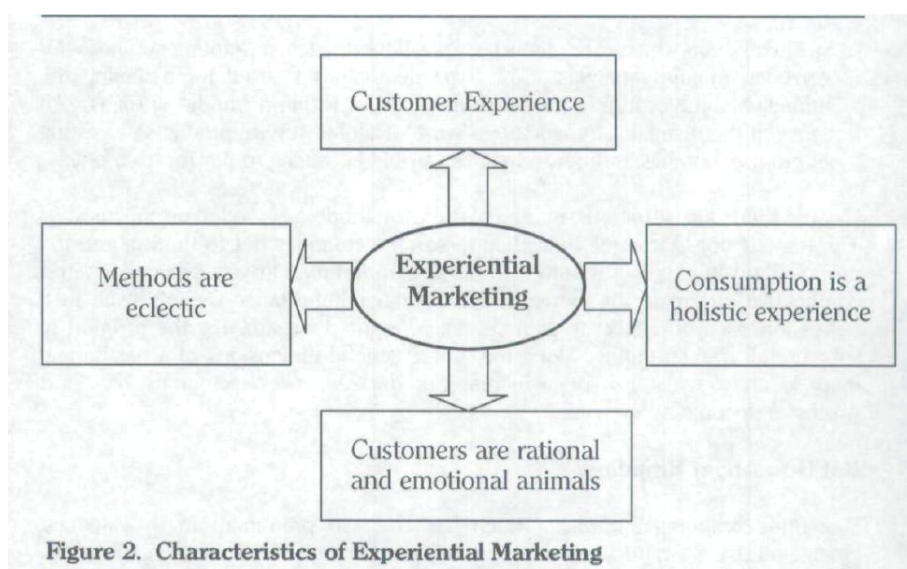 Customer Experience
Methods are
eclectic
Experiential
Marketing
Consumption is a
holistic experience
Customers are rational
and emotional animals
Figure 2. Characteristics of Experiential Marketing